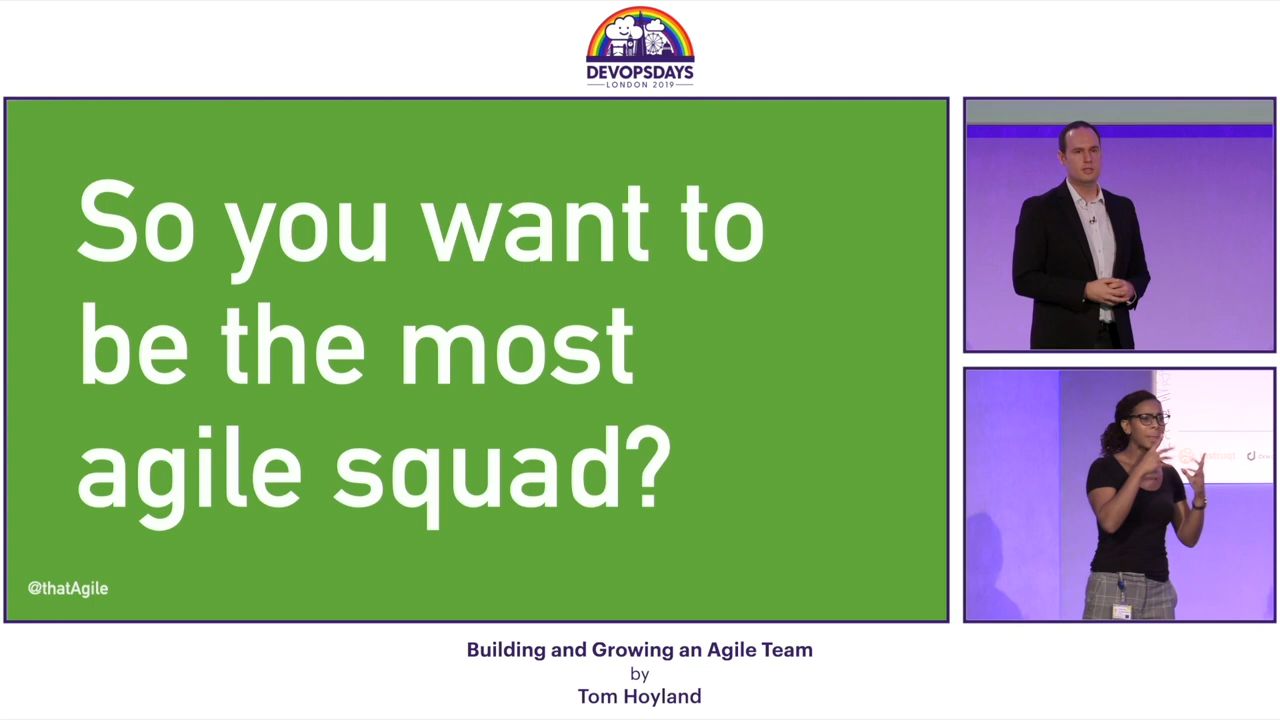 DEVOPSDAYS
LONDON 2019
So you want to
be the most
agile squad?
@thatAgile
Building and Growing an Agile Team
by
Tom Hoyland